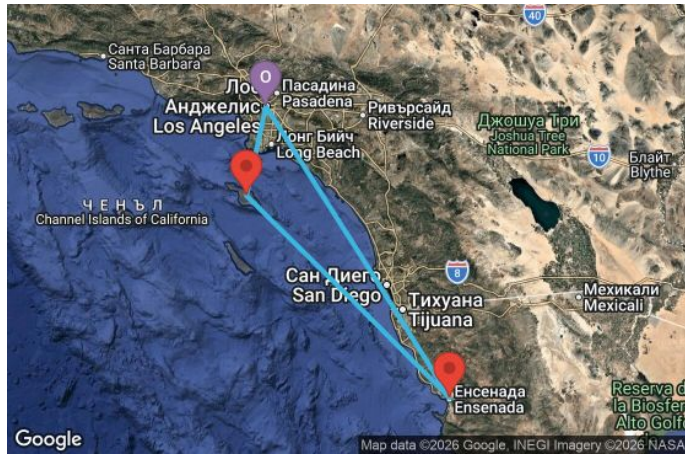 40
Санта Барбара
Santa Barbara
О
Пасадина
Pasadena
Анджелис
Los Angeles
Ривърсайд
Riverside
Лонг Бийч
Long Beach
Джошуа Три
Joshua Tree
National Park
10
Блайт
Blythe
ЧЕНЪЛ
Channel Islands of California
8
Сан Диего
San Diego
Тихуана
Tijuana
Мехикали
Mexicali
Енсенада
Ensenada
Reserva d
la Biosfer
Alto Golfo
Google
Map data ©2026 Google, INEGI Imagery ©2026 NASA